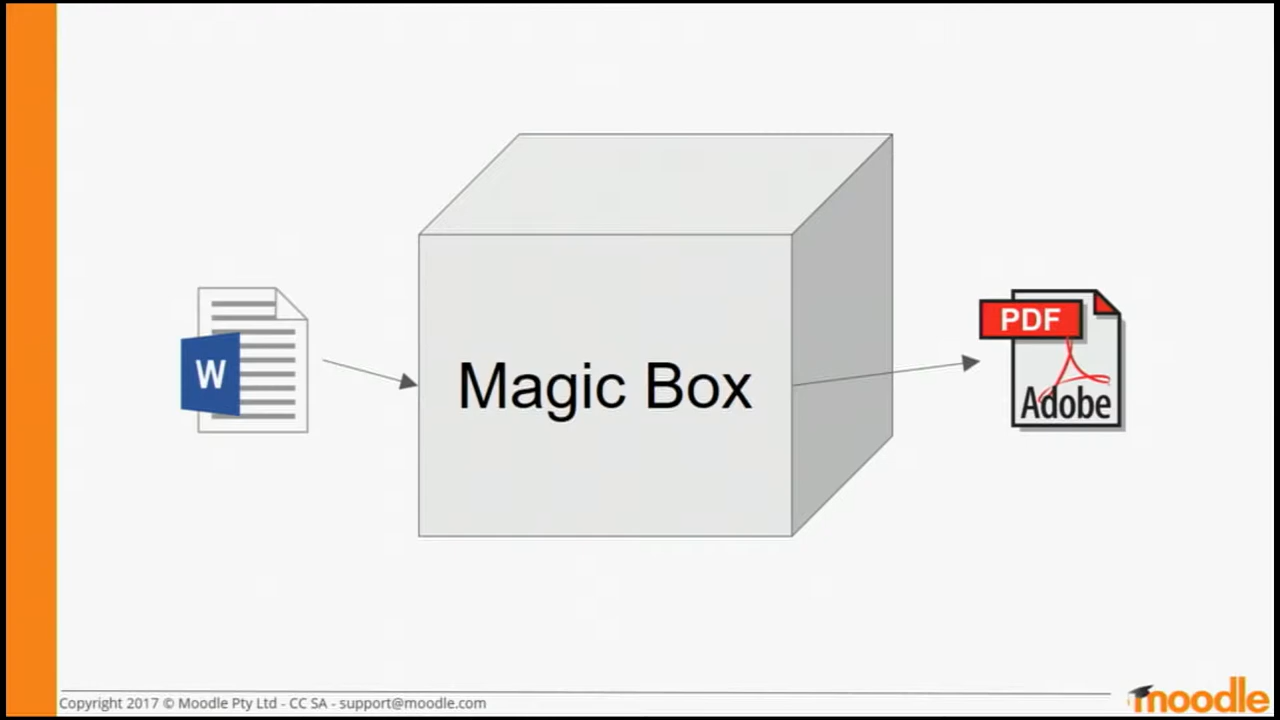 W
Magic Box
PDF
Adobe
Copyright 2017 © Moodle Pty Ltd - CC SA - support@moodle.com
moodle